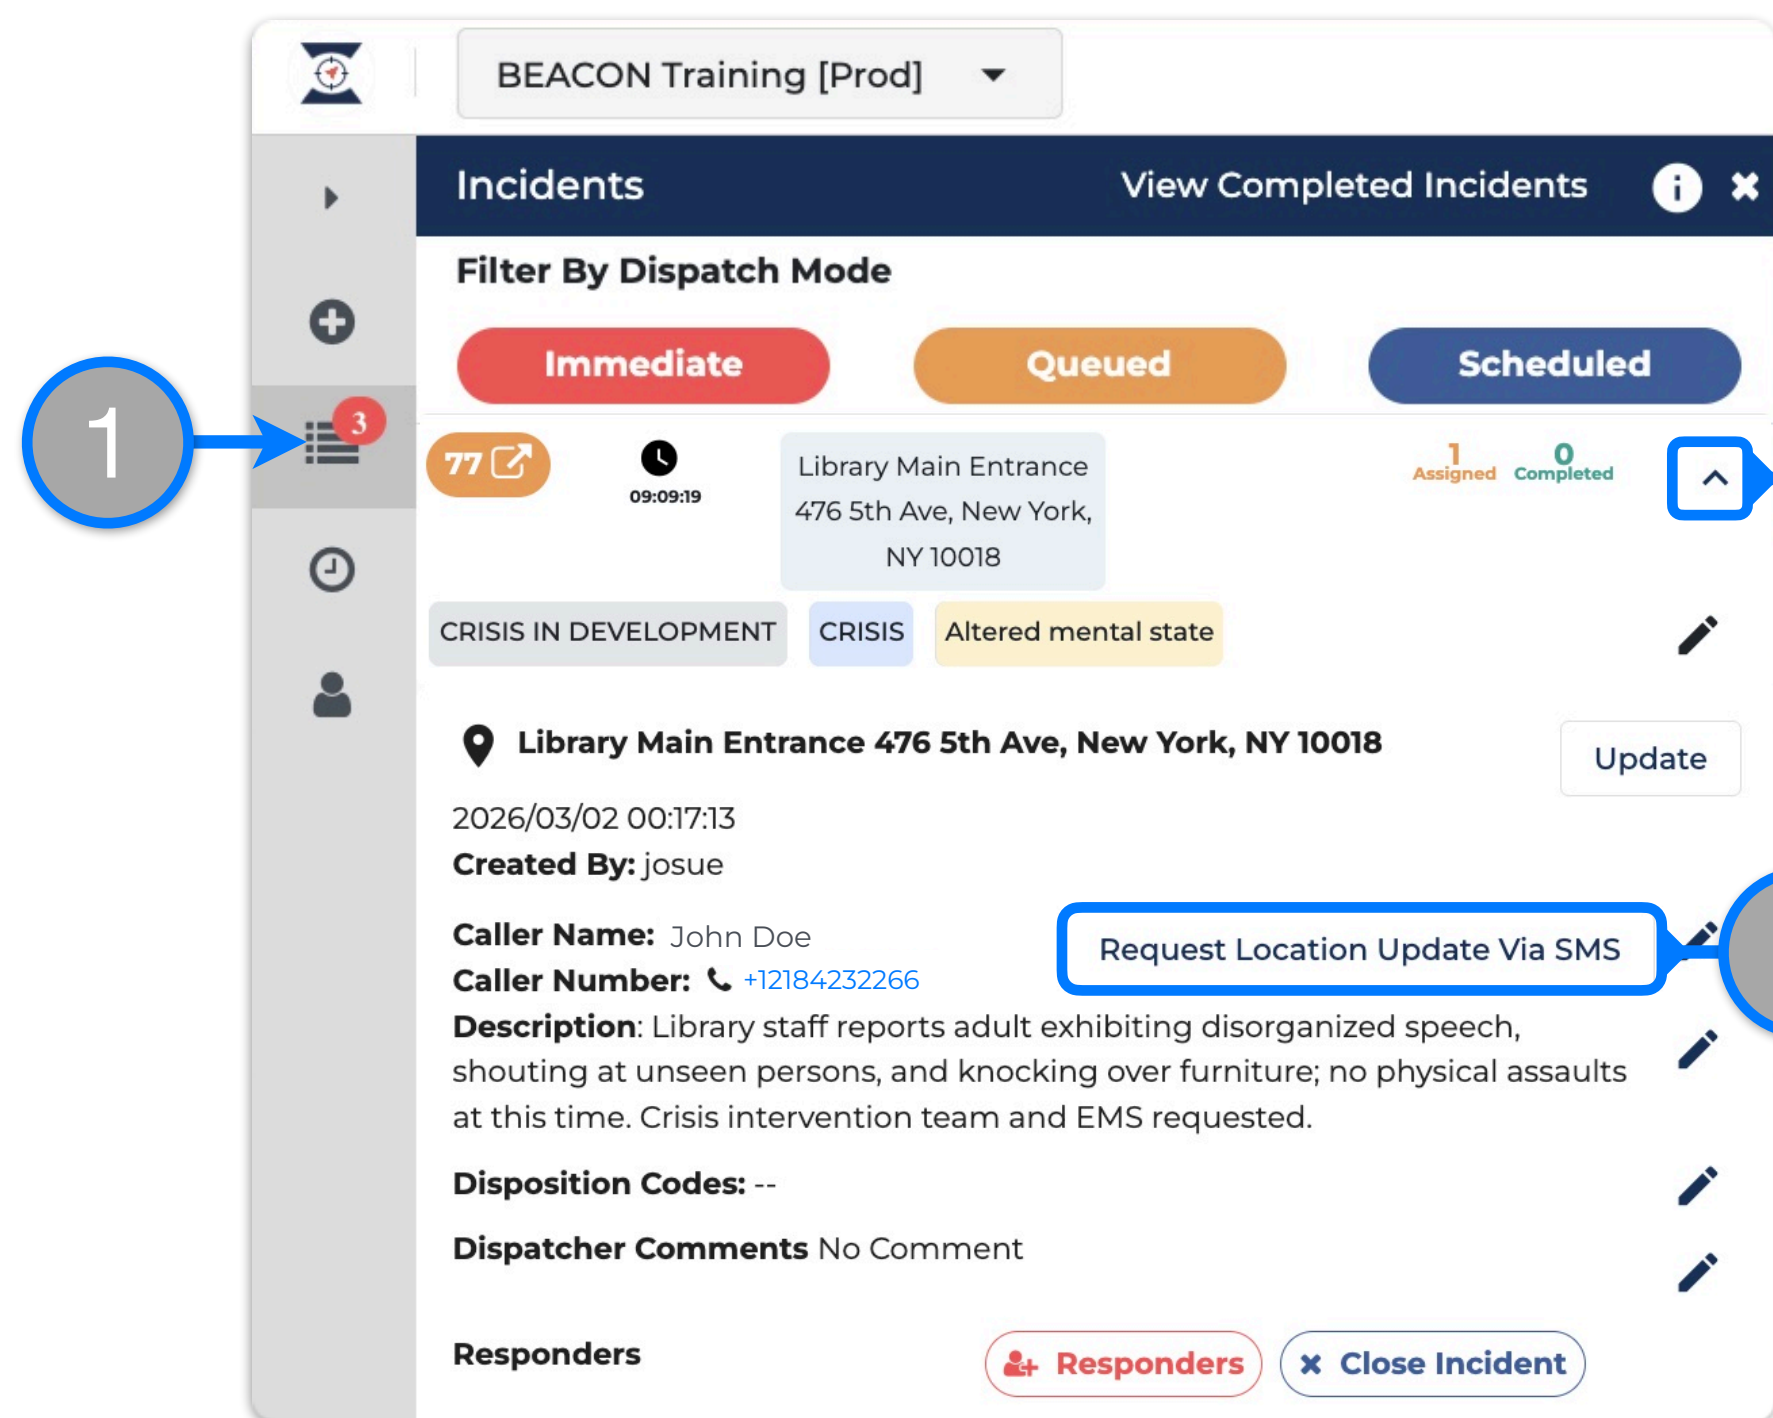 BEACON Training [Prod]
Incidents
View Completed Incidents
Filter By Dispatch Mode
Immediate
Queued
Scheduled
1
3
77
09:09:19
Library Main Entrance
476 5th Ave, New York,
NY 10018
1
Assigned
0
Completed
CRISIS IN DEVELOPMENT
CRISIS
Altered mental state
Library Main Entrance 476 5th Ave, New York, NY 10018
Update
2026/03/02 00:17:13
Created By: josue
Caller Name: John Doe
Request Location Update Via SMS
Caller Number: +12184232266
Description: Library staff reports adult exhibiting disorganized speech,
shouting at unseen persons, and knocking over furniture; no physical assaults
at this time. Crisis intervention team and EMS requested.
Disposition Codes: --
Dispatcher Comments No Comment
Responders
Responders
Close Incident